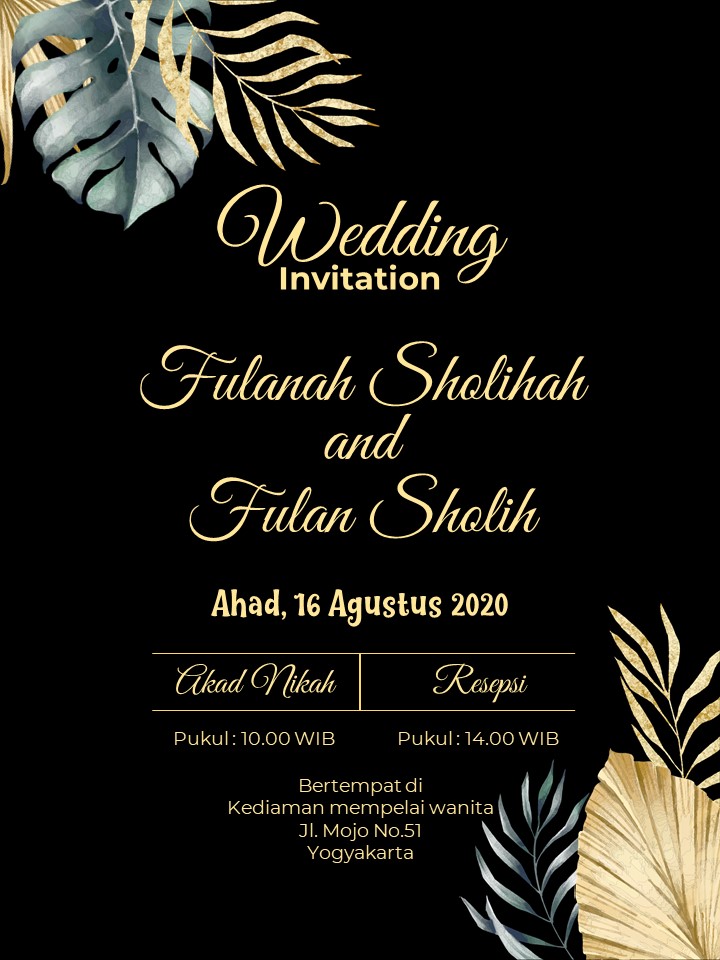 Wedding
Invitation
Fulanah Sholihah
and
Fulan Sholih
Ahad, 16 Agustus 2020
Akad Nikah Resepsi
Pukul : 10.00 WIB Pukul : 14.00 WIB
Bertempat di
Kediaman mempelai wanita
Jl. Mojo No.51
Yogyakarta